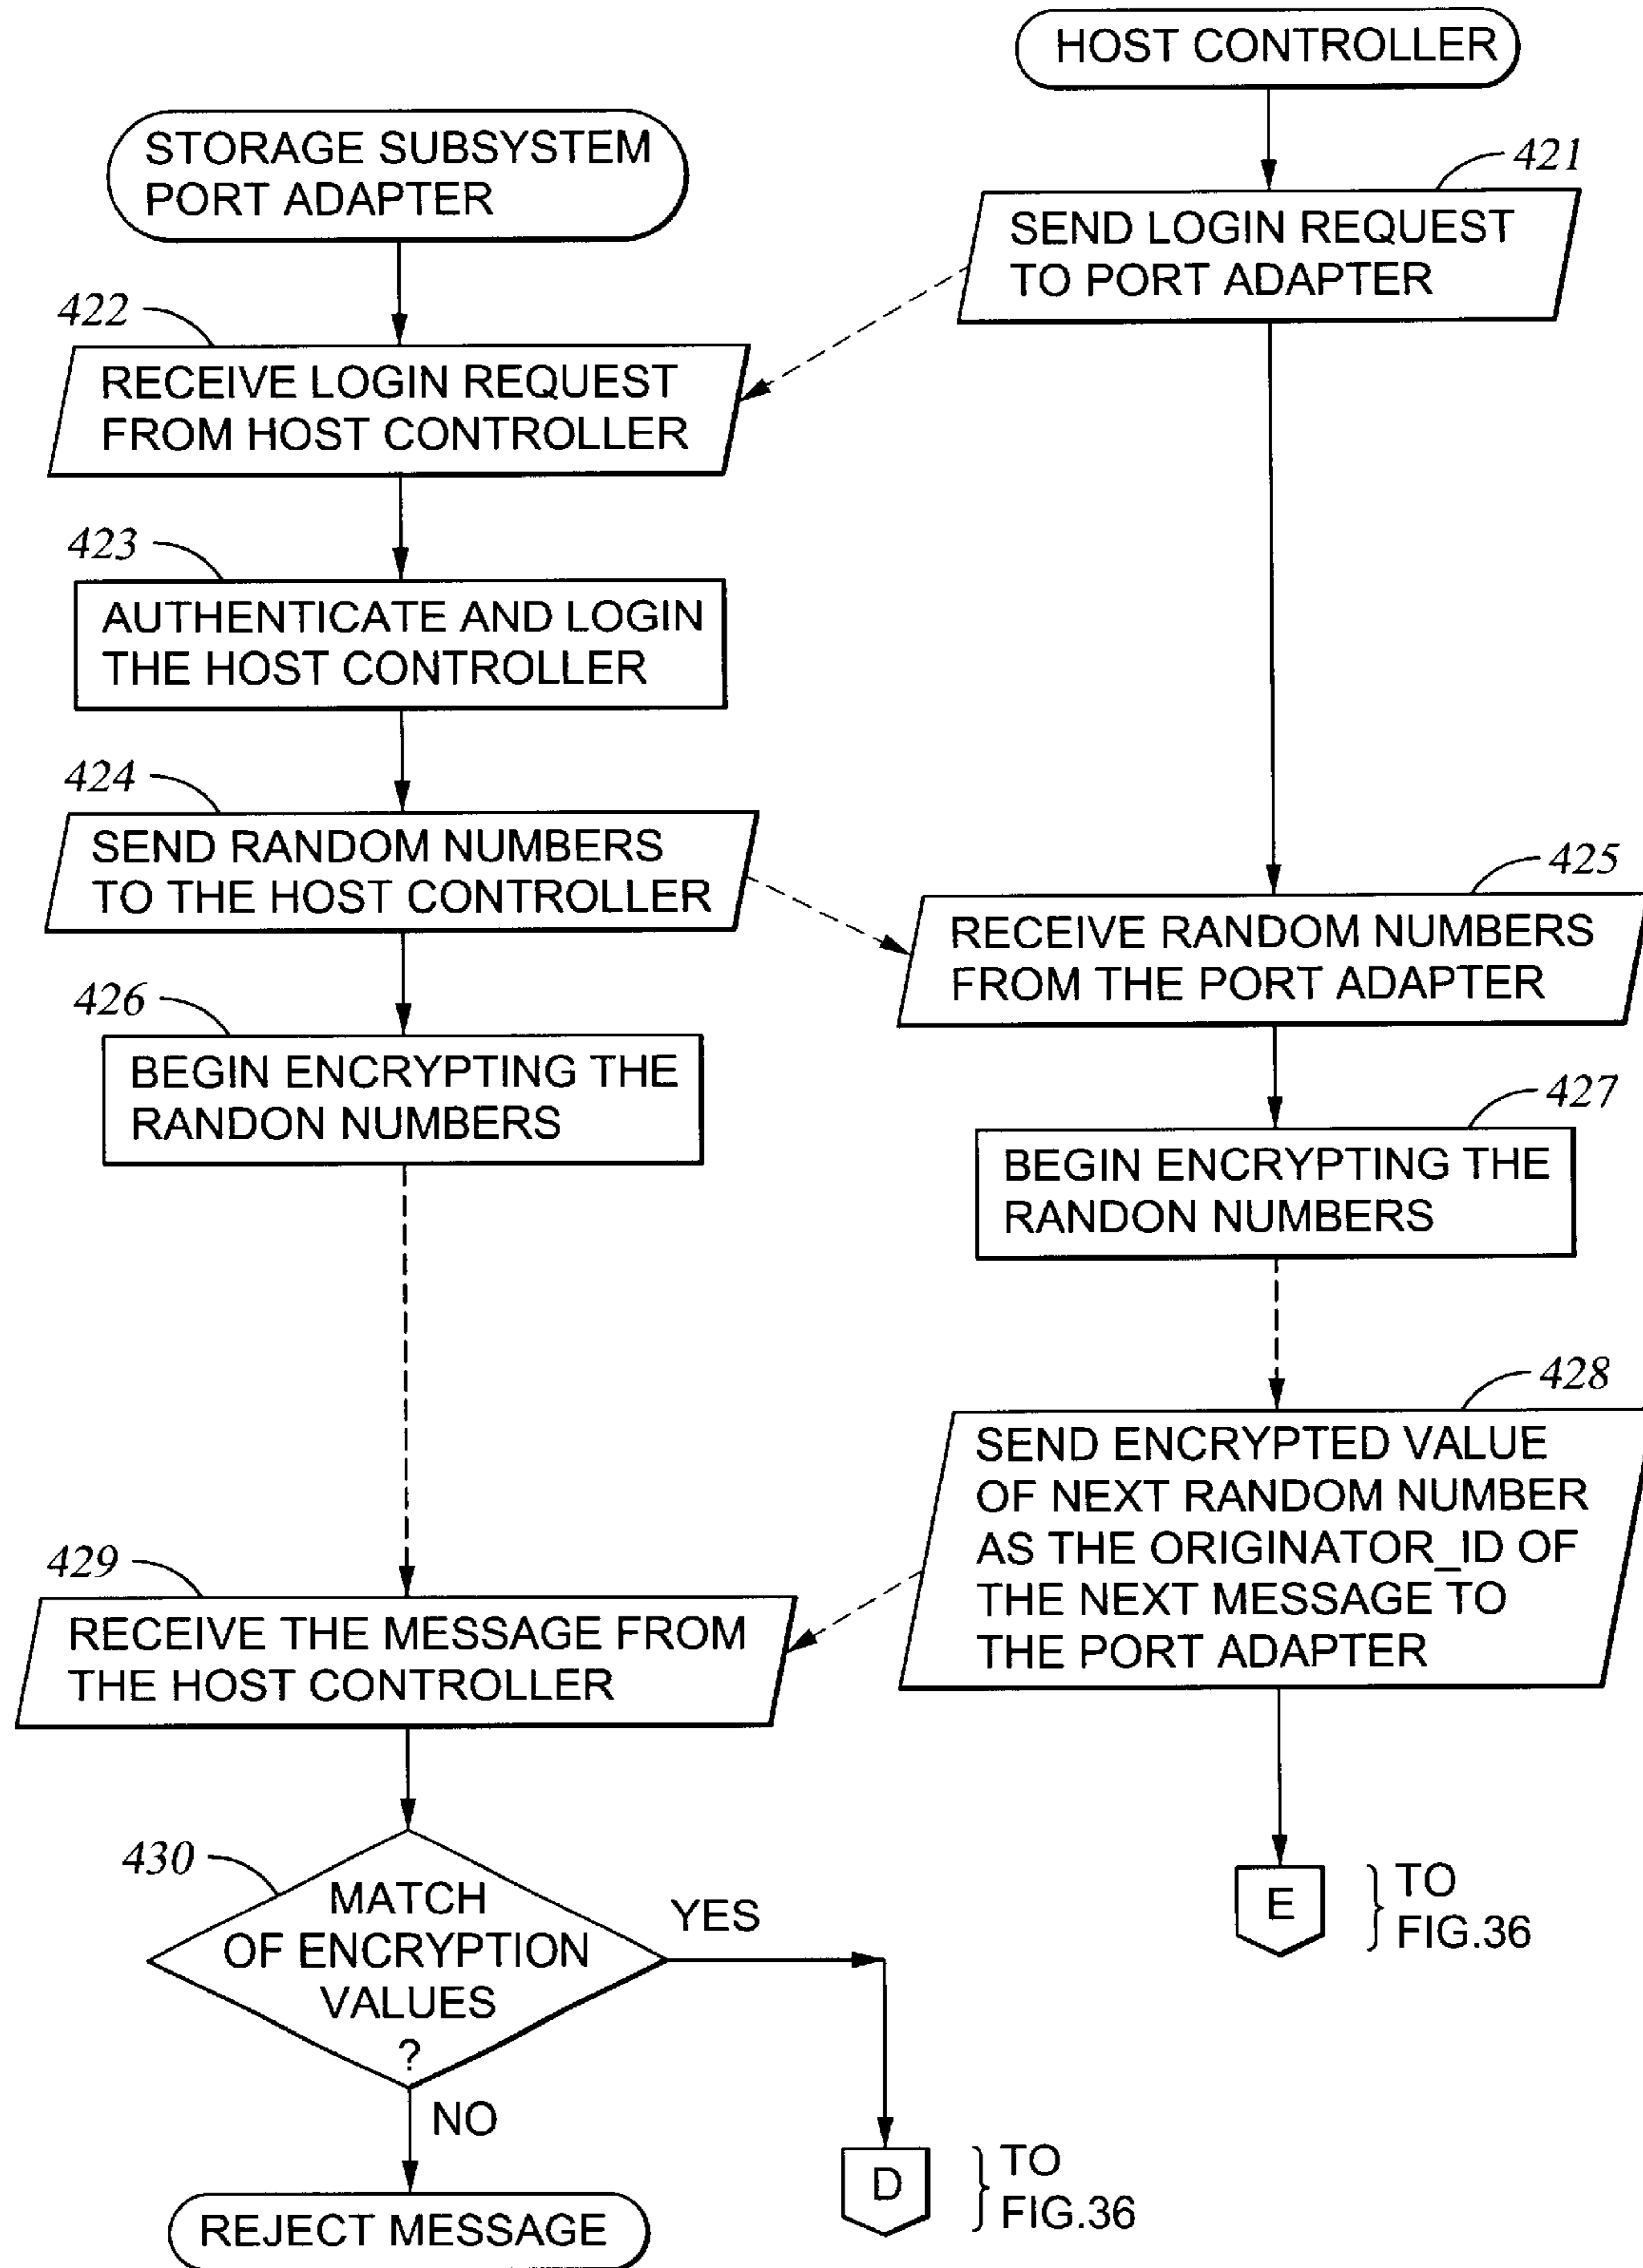 HOST CONTROLLER
STORAGE SUBSYSTEM
PORT ADAPTER
421
SEND LOGIN REQUEST
TO PORT ADAPTER
422
RECEIVE LOGIN REQUEST
FROM HOST CONTROLLER
423
AUTHENTICATE AND LOGIN
THE HOST CONTROLLER
424
SEND RANDOM NUMBERS
TO THE HOST CONTROLLER
425
RECEIVE RANDOM NUMBERS
FROM THE PORT ADAPTER
426
BEGIN ENCRYPTING THE
RANDON NUMBERS
427
BEGIN ENCRYPTING THE
RANDON NUMBERS
428
SEND ENCRYPTED VALUE
OF NEXT RANDOM NUMBER
AS THE ORIGINATOR_ID OF
THE NEXT MESSAGE TO
THE PORT ADAPTER
429
RECEIVE THE MESSAGE FROM
THE HOST CONTROLLER
430
MATCH
OF ENCRYPTION
VALUES
?
YES
E
TO
FIG.36
NO
D
TO
FIG.36
REJECT MESSAGE